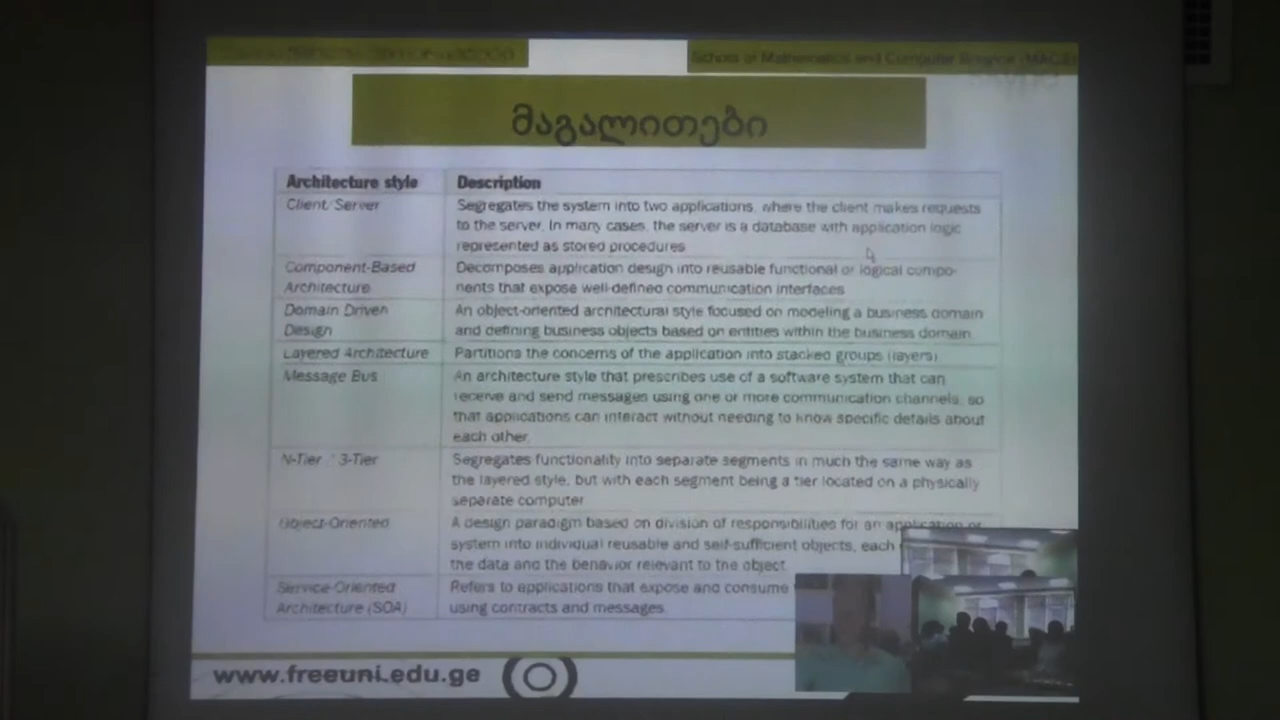 School of Mathematics and Computer Science (MACS)
მაგალითები
Architecture style
Description
Client/Server
Segregates the system into two applications, where the client makes requests
to the server. In many cases, the server is a database with application logic
represented as stored procedures
Component-Based
Architecture
Decomposes application design into reusable functional or logical compo-
nents that expose well-defined communication interfaces
Domain Driven
Design
An object-oriented architectural style focused on modeling a business domain
and defining business objects based on entities within the business domain
Layered Architecture
Partitions the concerns of the application into stacked groups (layers)
Message Bus
An architecture style that prescribes use of a software system that can
receive and send messages using one or more communication channels, so
that applications can interact without needing to know specific details about
each other.
N-Tier / 3-Tier
Segregates functionality into separate segments in much the same way as
the layered style, but with each segment being a tier located on a physically
separate computer
Object-Oriented
A design paradigm based on division of responsibilities for an application or
system into individual reusable and self-sufficient objects, each
the data and the behavior relevant to the object.
Service-Oriented
Architecture (SOA)
Refers to applications that expose and consume
using contracts and messages.
www.freeuni.edu.ge